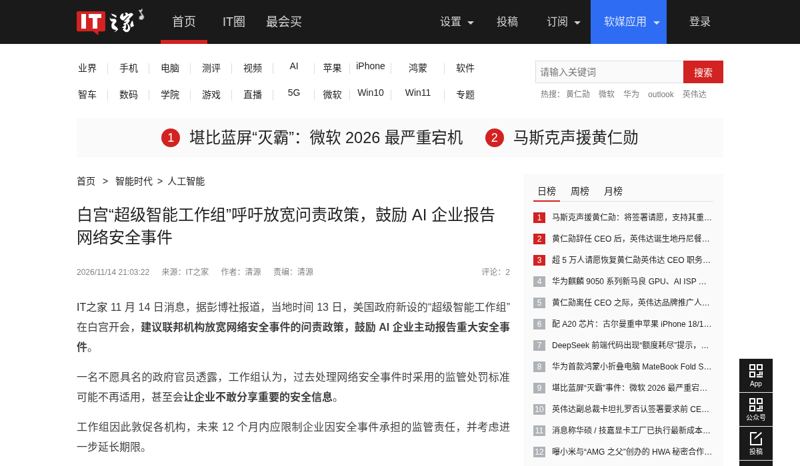 IT之家
首页 IT圈 最会买 设置 投稿 订阅 软媒应用 登录
业界 手机 电脑 测评 视频 AI 苹果 iPhone 鸿蒙 软件
请输入关键词 搜索
智车 数码 学院 游戏 直播 5G 微软 Win10 Win11 专题
热搜: 黄仁勋 微软 华为 outlook 英伟达
1 堪比蓝屏“灭霸”：微软 2026 最严重宕机 2 马斯克声援黄仁勋
首页 > 智能时代 > 人工智能
白宫“超级智能工作组”呼吁放宽问责政策，鼓励 AI 企业报告
网络安全事件
2026/11/14 21:03:22 来源：IT之家 作者：清源 责编：清源 评论：2
IT之家 11 月 14 日消息，据彭博社报道，当地时间 13 日，美国政府新设的“超级智能工作组”
在白宫开会，建议联邦机构放宽网络安全事件的问责政策，鼓励 AI 企业主动报告重大安全事
件。
一名不愿具名的政府官员透露，工作组认为，过去处理网络安全事件时采用的监管处罚标准
可能不再适用，甚至会让企业不敢分享重要的安全信息。
工作组因此敦促各机构，未来 12 个月内应限制企业因安全事件承担的监管责任，并考虑进
一步延长期限。
日榜 周榜 月榜
1 马斯克声援黄仁勋：将签署请愿，支持其重...
2 黄仁勋辞任 CEO 后，英伟达诞生地丹尼餐...
3 超 5 万人请愿恢复黄仁勋英伟达 CEO 职务...
4 华为麒麟 9050 系列新马良 GPU、AI ISP ...
5 黄仁勋离任 CEO 之际，英伟达品牌推广人...
6 配 A20 芯片：古尔曼重申苹果 iPhone 18/1...
7 DeepSeek 前端代码出现“额度耗尽”提示，...
8 华为首款鸿蒙小折叠电脑 MateBook Fold S...
9 堪比蓝屏“灭霸”事件：微软 2026 最严重宕...
10 英伟达副总裁卡坦扎罗否认签署要求前 CE...
11 消息称华硕 / 技嘉显卡工厂已执行最新成本...
12 曝小米与“AMG 之父”创办的 HWA 秘密合作...
App
公众号
投稿